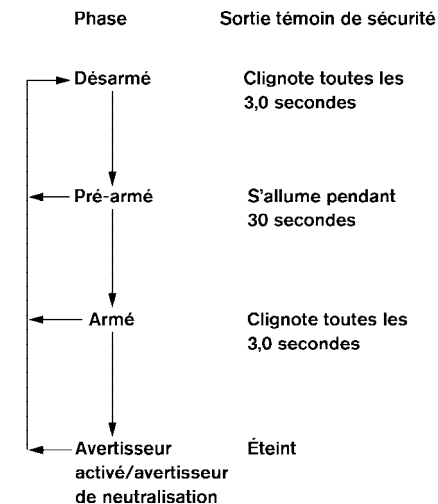 Phase Sortie témoin de sécurité
Désarmé Clignote toutes les
3,0 secondes
Pré-armé S'allume pendant
30 secondes
Armé Clignote toutes les
3,0 secondes
Avertisseur Éteint
activé/avertisseur
de neutralisation